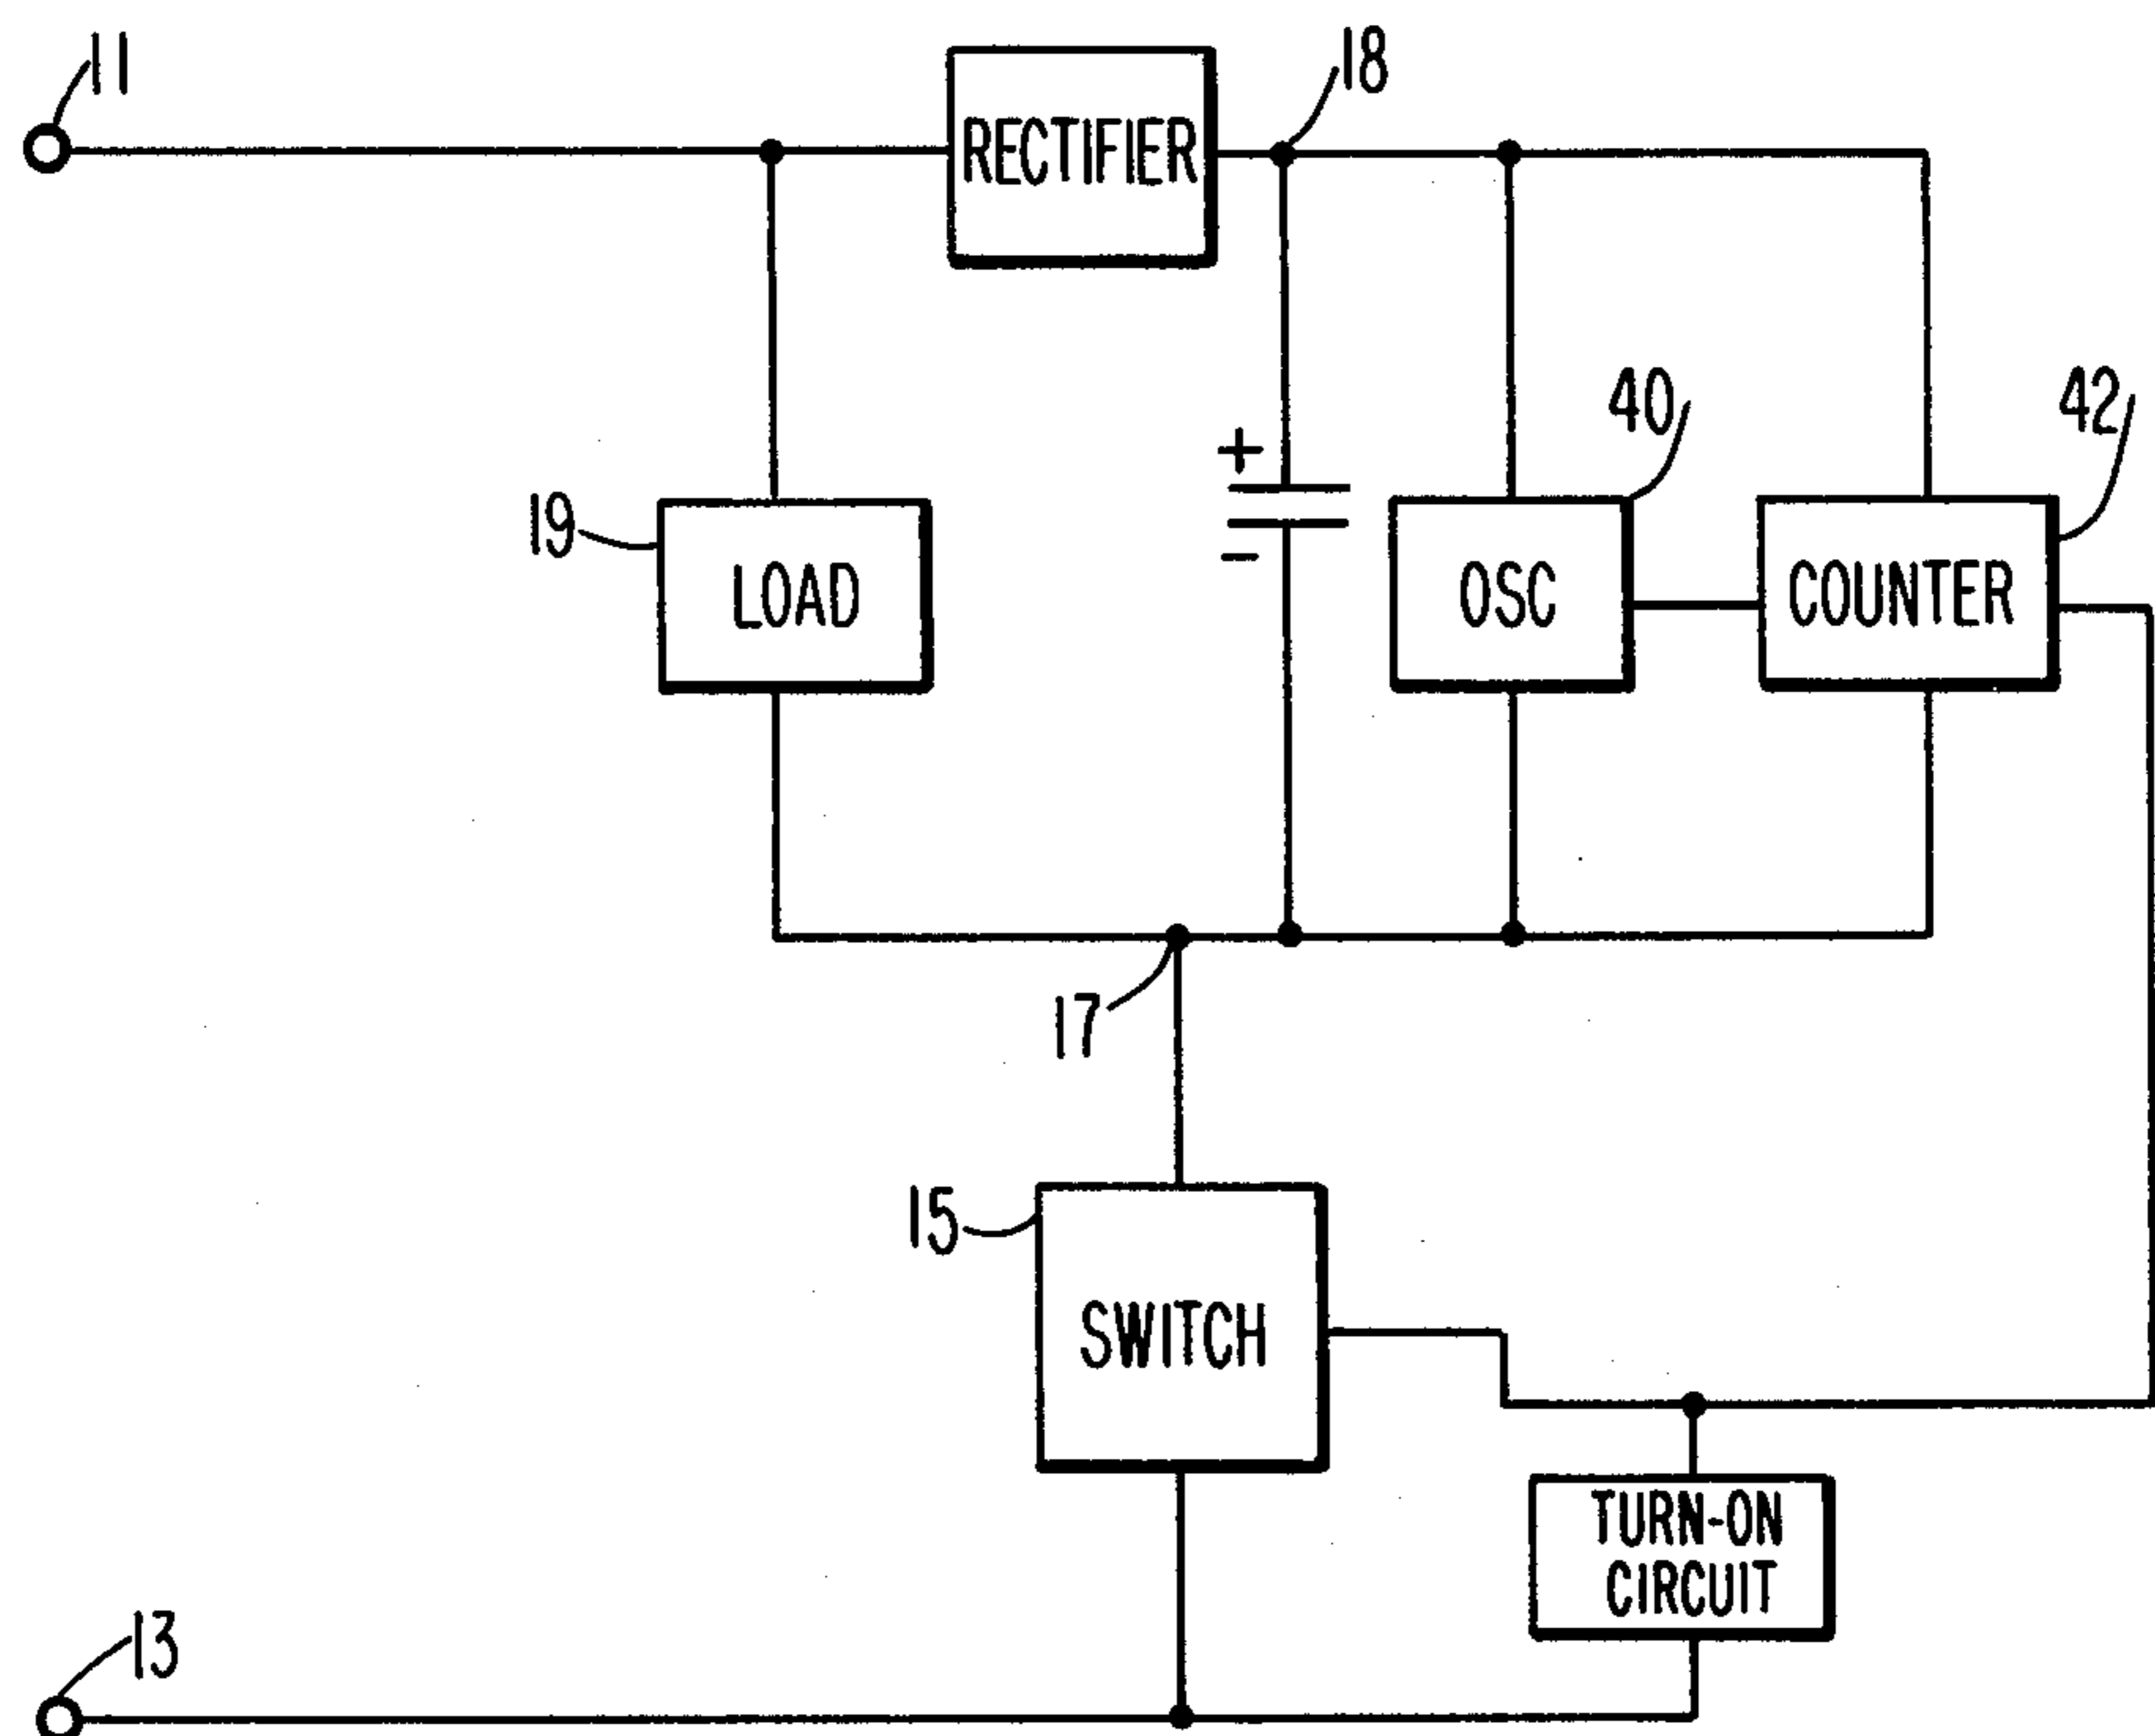 11
RECTIFIER
18
40
42
+
-
19
LOAD
OSC
COUNTER
17
15
SWITCH
TURN-ON
CIRCUIT
13